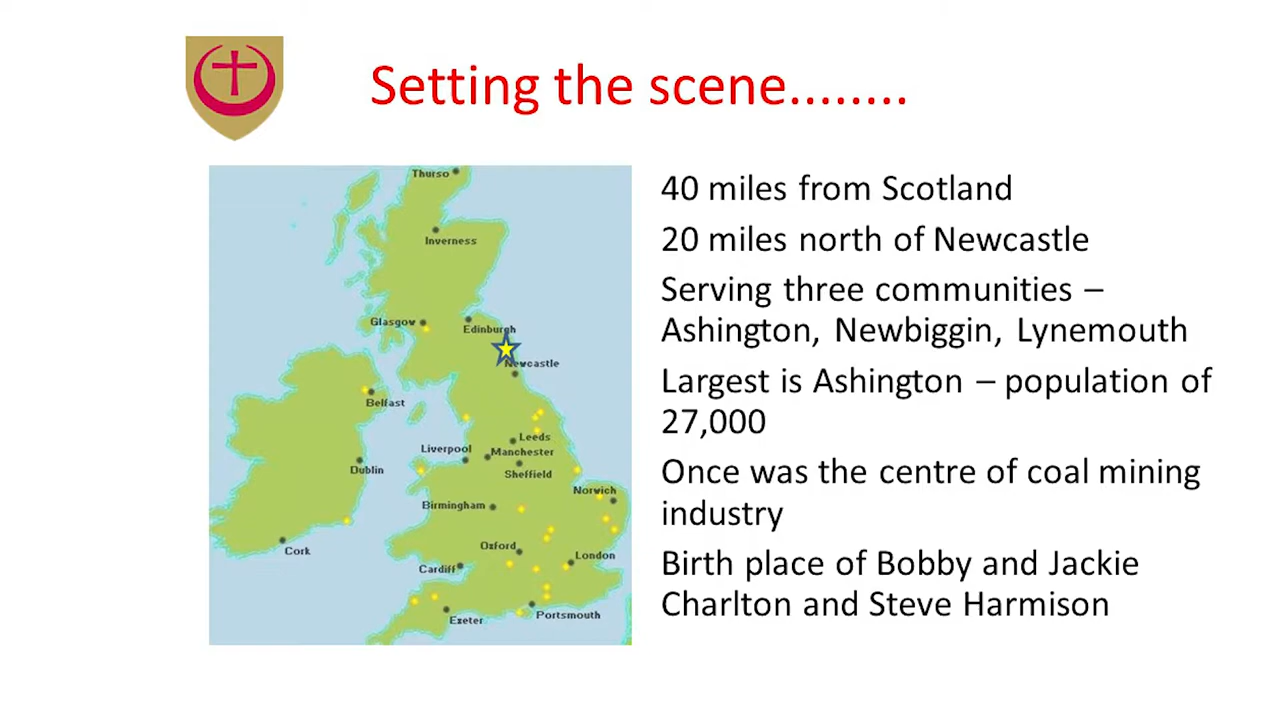 Setting the scene........
40 miles from Scotland
20 miles north of Newcastle
Serving three communities –
Ashington, Newbiggin, Lynemouth
Largest is Ashington – population of
27,000
Once was the centre of coal mining
industry
Birth place of Bobby and Jackie
Charlton and Steve Harmison
Thurso
Inverness
Glasgow
Edinburgh
Newcastle
Belfast
Leeds
Liverpool
Manchester
Dublin
Sheffield
Norwich
Birmingham
Oxford
Cork
London
Cardiff
Portsmouth
Exeter